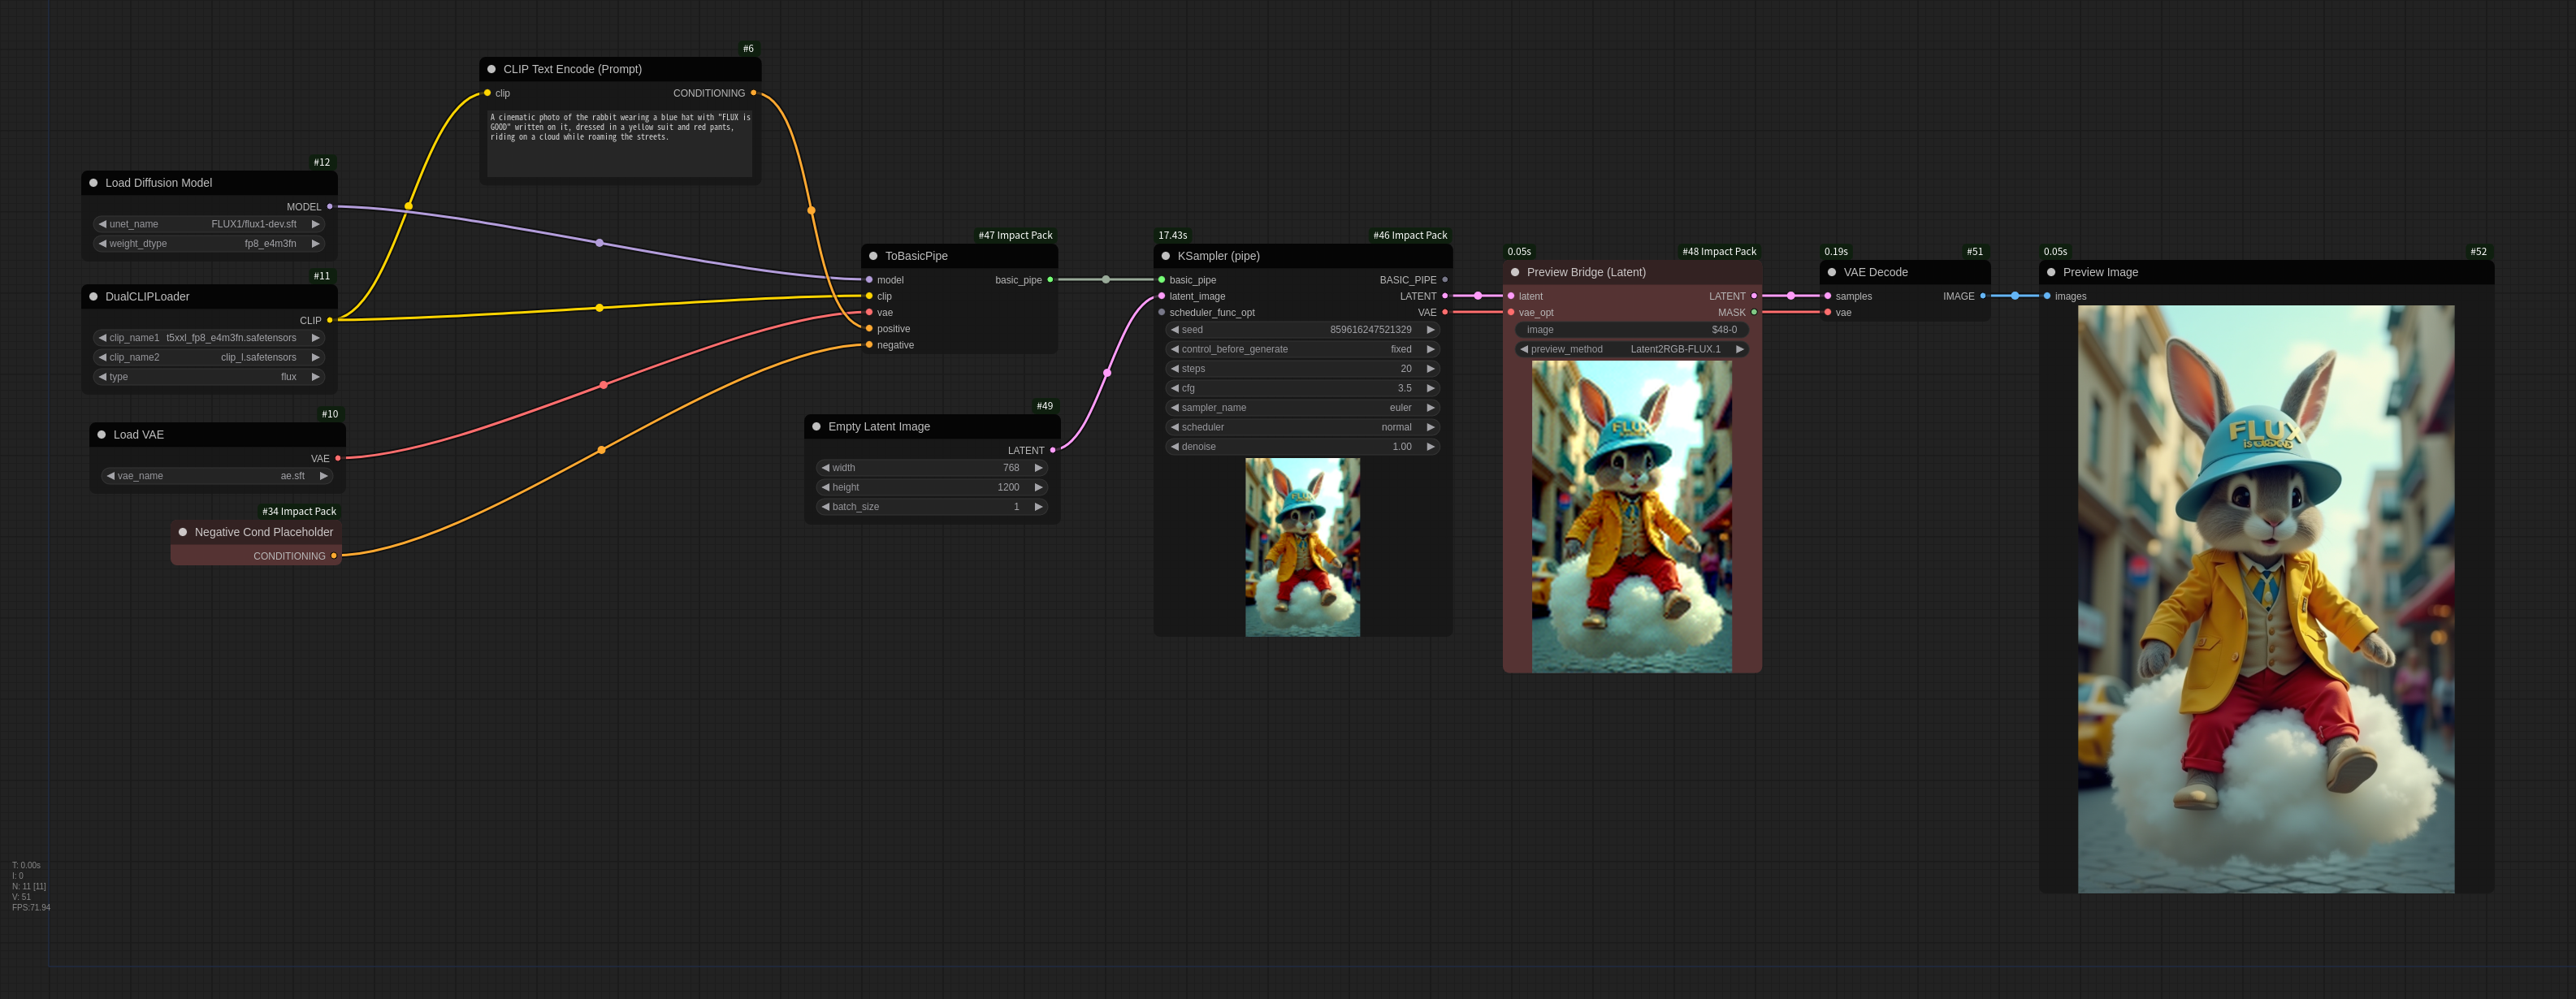 #6
CLIP Text Encode (Prompt)
clip CONDITIONING
A cinematic photo of the rabbit wearing a blue hat with "FLUX is
GOOD" written on it, dressed in a yellow suit and red pants,
riding on a cloud while roaming the streets.
#12
Load Diffusion Model
MODEL
unet_name FLUX1/flux1-dev.sft
weight_dtype fp8_e4m3fn
#11
DualCLIPLoader
CLIP
clip_name1 t5xxl_fp8_e4m3fn.safetensors
clip_name2 clip_l.safetensors
type flux
#10
Load VAE
VAE
vae_name ae.sft
#34 Impact Pack
Negative Cond Placeholder
CONDITIONING
#47 Impact Pack
ToBasicPipe
model basic_pipe
clip
vae
positive
negative
#49
Empty Latent Image
LATENT
width 768
height 1200
batch_size 1
17.43s #46 Impact Pack
KSampler (pipe)
basic_pipe BASIC_PIPE
latent_image LATENT
scheduler_func_opt VAE
seed 859616247521329
control_before_generate fixed
steps 20
cfg 3.5
sampler_name euler
scheduler normal
denoise 1.00
FLUX
0.05s #48 Impact Pack
Preview Bridge (Latent)
latent LATENT
vae_opt MASK
image $48-0
preview_method Latent2RGB-FLUX.1
FLUX
0.19s #51
VAE Decode
samples IMAGE
vae
0.05s #52
Preview Image
images
FLUX
T: 0.00s
I: 0
N: 11 [11]
V: 51
FPS:71.94